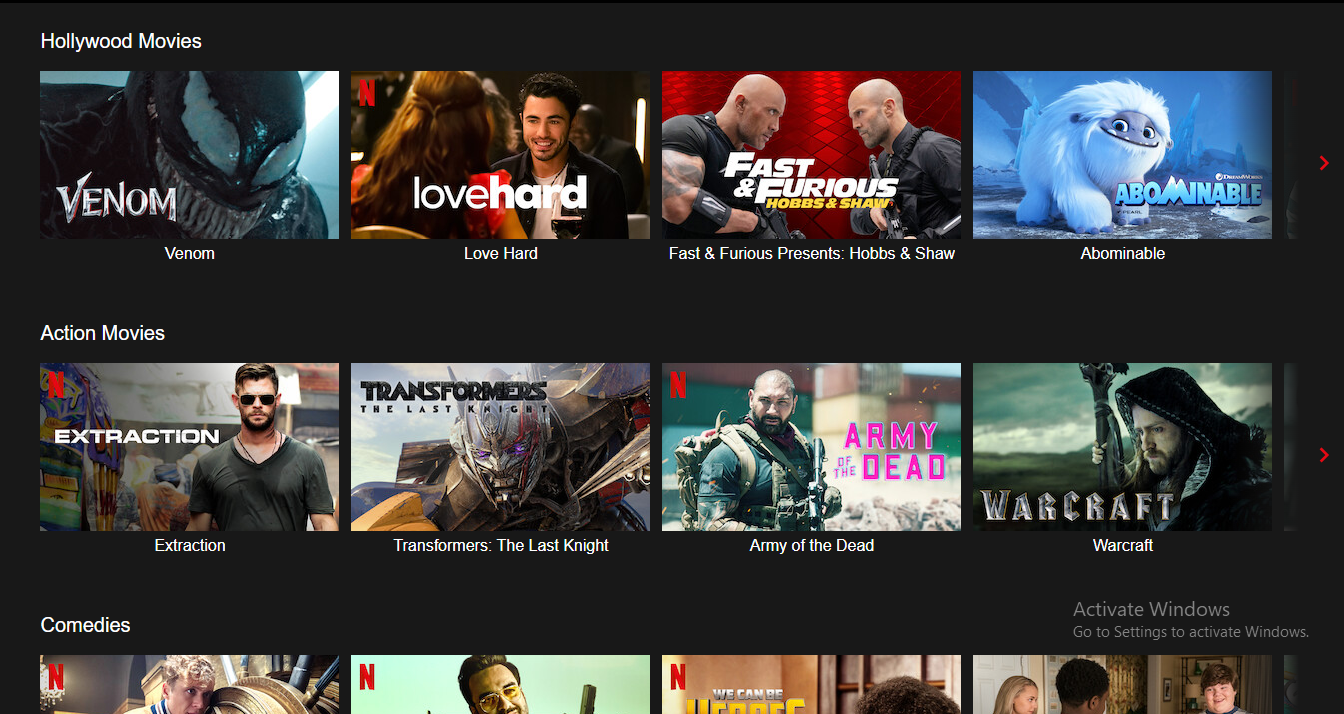 Hollywood Movies
VENOM
N
lovehard
FAST
& FURIOUS
HOBBS & SHAW
DREAMWORKS
ABOMINABLE
PEARL
Venom
Love Hard
Fast & Furious Presents: Hobbs & Shaw
Abominable
Action Movies
N
EXTRACTION
TRANSFORMERS
THE LAST KNIGHT
N
ARMY
OF THE DEAD
WARCRAFT
Extraction
Transformers: The Last Knight
Army of the Dead
Warcraft
Activate Windows
Go to Settings to activate Windows.
Comedies
N
N
N
WE CAN BE
HEROES